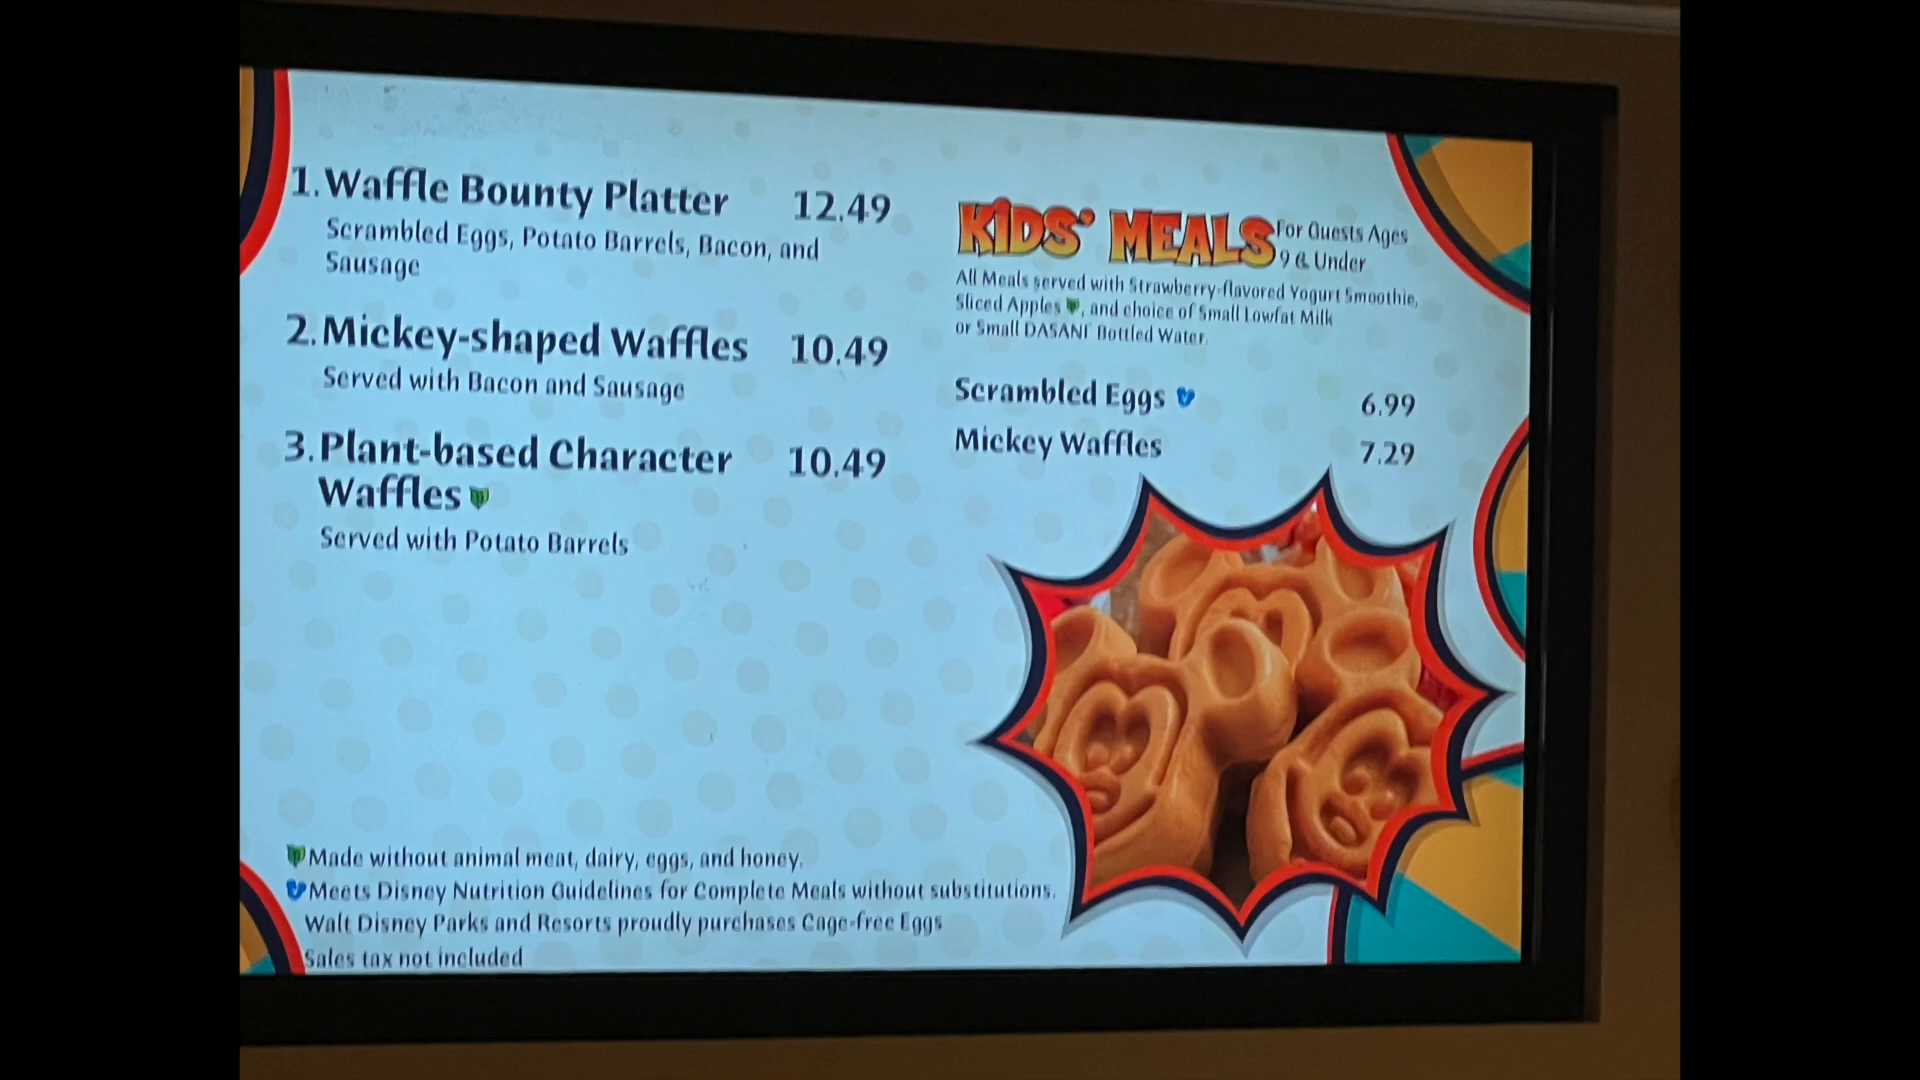 1. Waffle Bounty Platter 12.49
Scrambled Eggs, Potato Barrels, Bacon, and
Sausage
2. Mickey-shaped Waffles 10.49
Served with Bacon and Sausage
3. Plant-based Character 10.49
Waffles
Served with Potato Barrels
KIDS' MEALS For Guests Ages
9 & Under
All Meals served with Strawberry-flavored Yogurt Smoothie,
Sliced Apples , and choice of Small Lowfat Milk
or Small DASANI® Bottled Water.
Scrambled Eggs 6.99
Mickey Waffles 7.29
Made without animal meat, dairy, eggs, and honey.
Meets Disney Nutrition Guidelines for Complete Meals without substitutions.
Walt Disney Parks and Resorts proudly purchases Cage-free Eggs
Sales tax not included